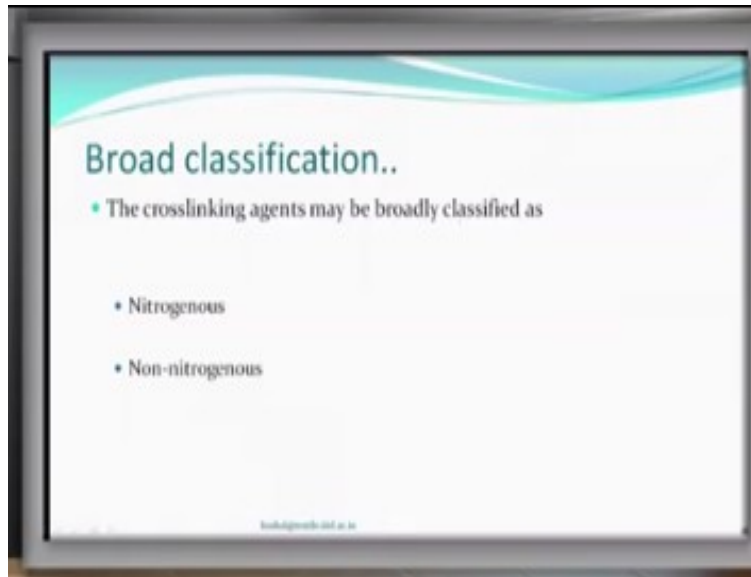 Broad classification..
• The crosslinking agents may be broadly classified as
• Nitrogenous
• Non-nitrogenous